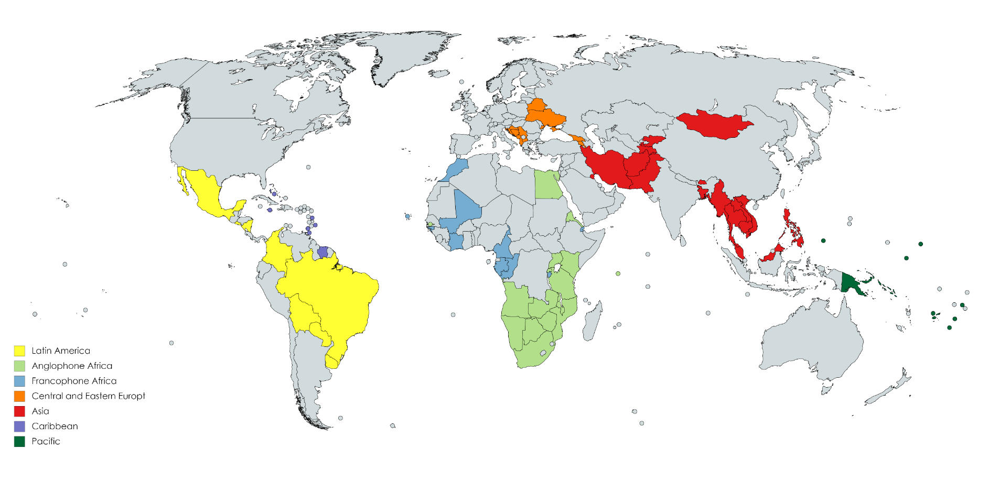 Latin America
Anglophone Africa
Francophone Africa
Central and Eastern Europt
Asia
Caribbean
Pacific